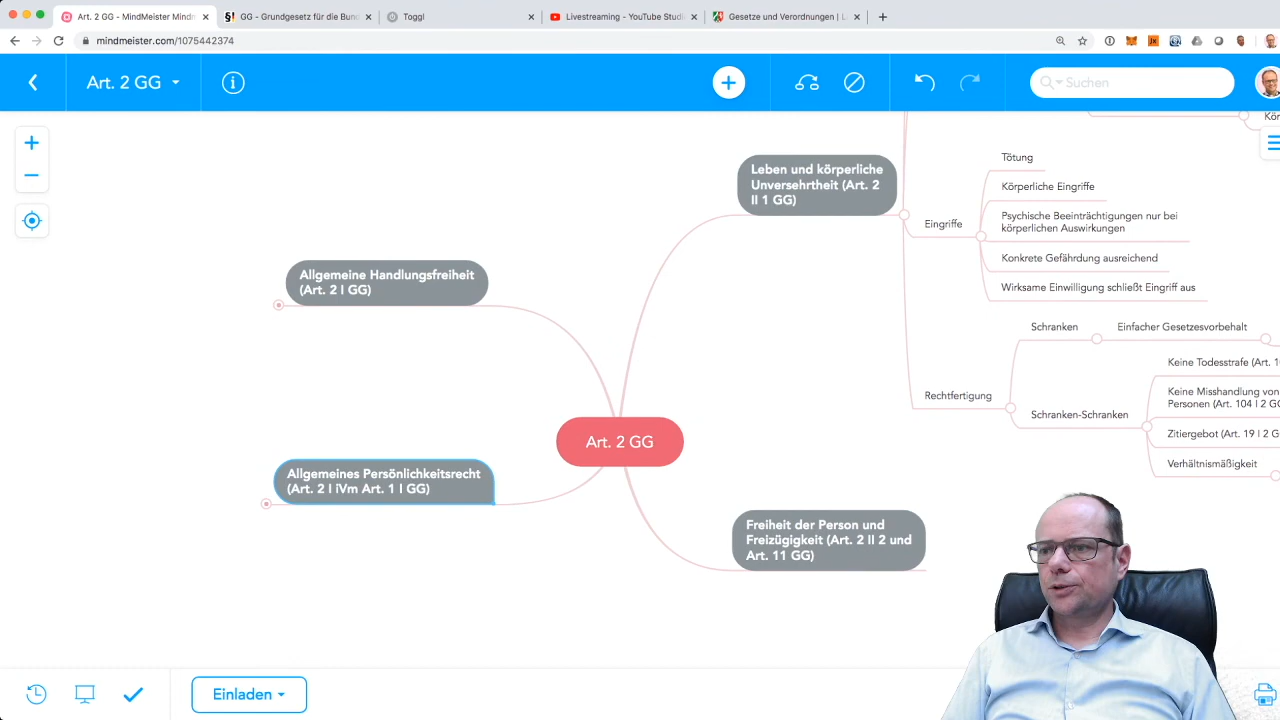 Art. 2 GG - MindMeister Mindm
GG - Grundgesetz für die Bund
Toggl
Livestreaming - YouTube Studi
Gesetze und Verordnungen | L
mindmeister.com/1075442374
Art. 2 GG
Suchen
Leben und körperliche
Unversehrtheit (Art. 2
II 1 GG)
Kör
Eingriffe
Tötung
Körperliche Eingriffe
Psychische Beeinträchtigungen nur bei
körperlichen Auswirkungen
Konkrete Gefährdung ausreichend
Wirksame Einwilligung schließt Eingriff aus
Allgemeine Handlungsfreiheit
(Art. 2 I GG)
Rechtfertigung
Schranken
Einfacher Gesetzesvorbehalt
Schranken-Schranken
Keine Todesstrafe (Art. 1
Keine Misshandlung von
Personen (Art. 104 I 2 G
Zitiergebot (Art. 19 I 2 G
Verhältnismäßigkeit
Art. 2 GG
Allgemeines Persönlichkeitsrecht
(Art. 2 I iVm Art. 1 I GG)
Freiheit der Person und
Freizügigkeit (Art. 2 II 2 und
Art. 11 GG)
Einladen